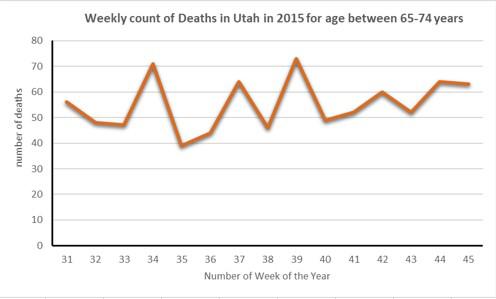 Weekly count of Deaths in Utah in 2015 for age between 65-74 years
80
70
60
50
40
30
20
10
0
number of deaths
31 32 33 34 35 36 37 38 39 40 41 42 43 44 45
Number of Week of the Year